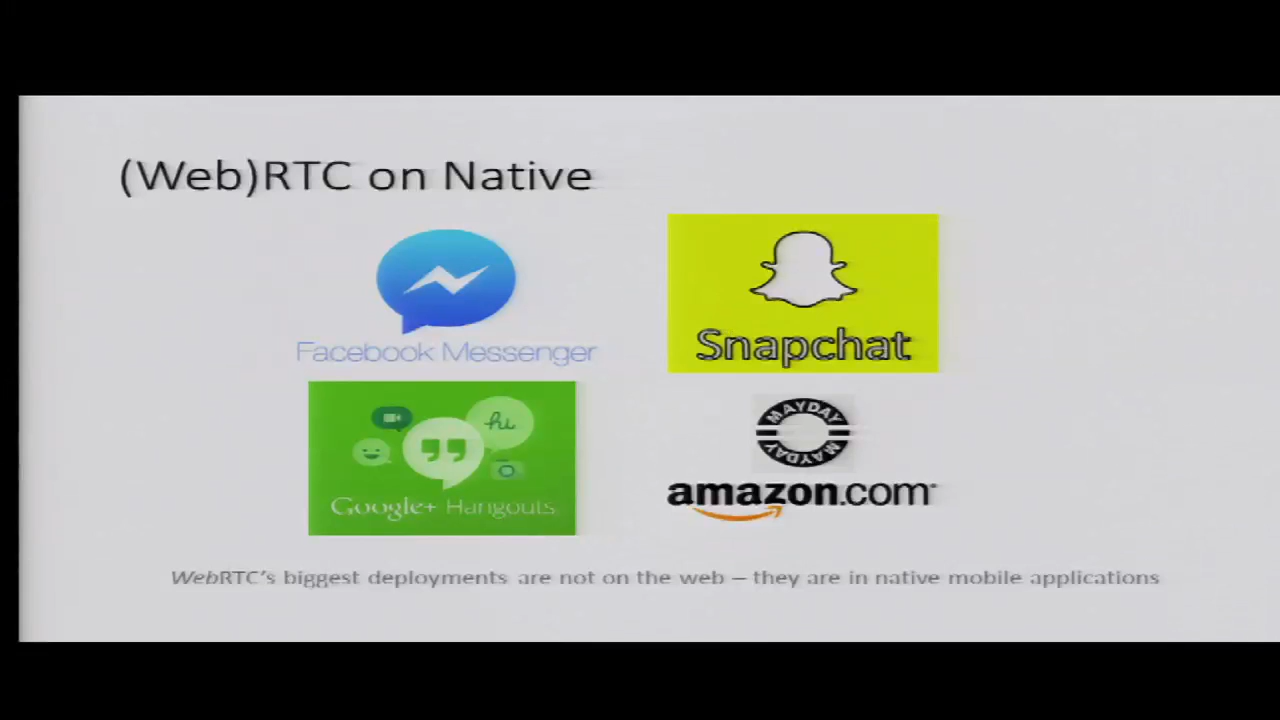 (Web)RTC on Native
Facebook Messenger
Snapchat
hi
Google+ Hangouts
MAYDAY
MAYDAY
amazon.com
WebRTC's biggest deployments are not on the web – they are in native mobile applications